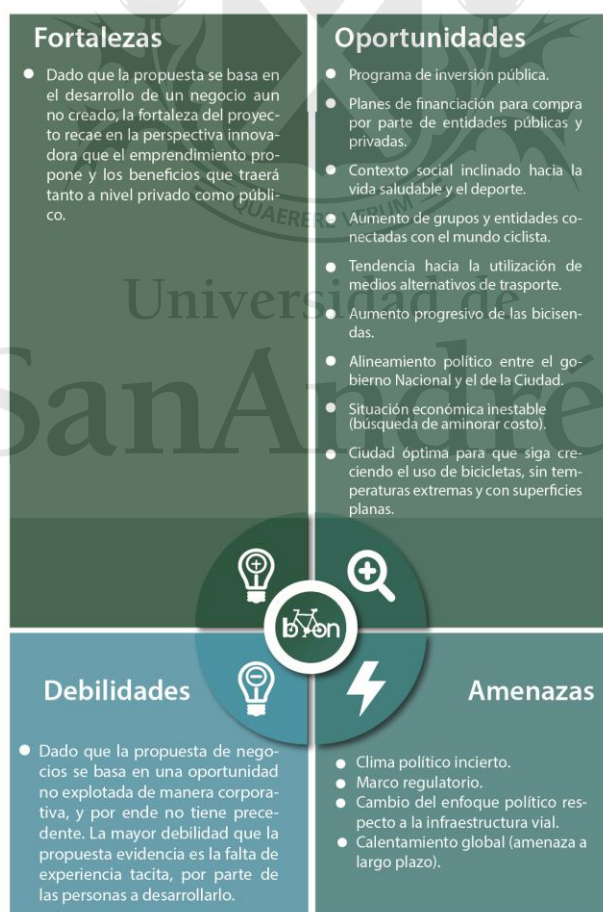 Fortalezas
Dado que la propuesta se basa en
el desarrollo de un negocio aun
no creado, la fortaleza del proyec-
to recae en la perspectiva innova-
dora que el emprendimiento pro-
pone y los beneficios que traerá
tanto a nivel privado como públi-
co.
Oportunidades
Programa de inversión pública.
Planes de financiación para compra
por parte de entidades públicas y
privadas.
Contexto social inclinado hacia la
vida saludable y el deporte.
Aumento de grupos y entidades co-
nectadas con el mundo ciclista.
Tendencia hacia la utilización de
medios alternativos de trasporte.
Aumento progresivo de las bicisen-
das.
Alineamiento político entre el go-
bierno Nacional y el de la Ciudad.
Situación económica inestable
(búsqueda de aminorar costo).
Ciudad óptima para que siga cre-
ciendo el uso de bicicletas, sin tem-
peraturas extremas y con superficies
planas.
QUAERERE VERUM
Universidad de
SanAndré
Debilidades
Dado que la propuesta de nego-
cios se basa en una oportunidad
no explotada de manera corpora-
tiva, y por ende no tiene prece-
dente. La mayor debilidad que la
propuesta evidencia es la falta de
experiencia tacita, por parte de
las personas a desarrollarlo.
Amenazas
Clima político incierto.
Marco regulatorio.
Cambio del enfoque político res-
pecto a la infraestructura vial.
Calentamiento global (amenaza a
largo plazo).